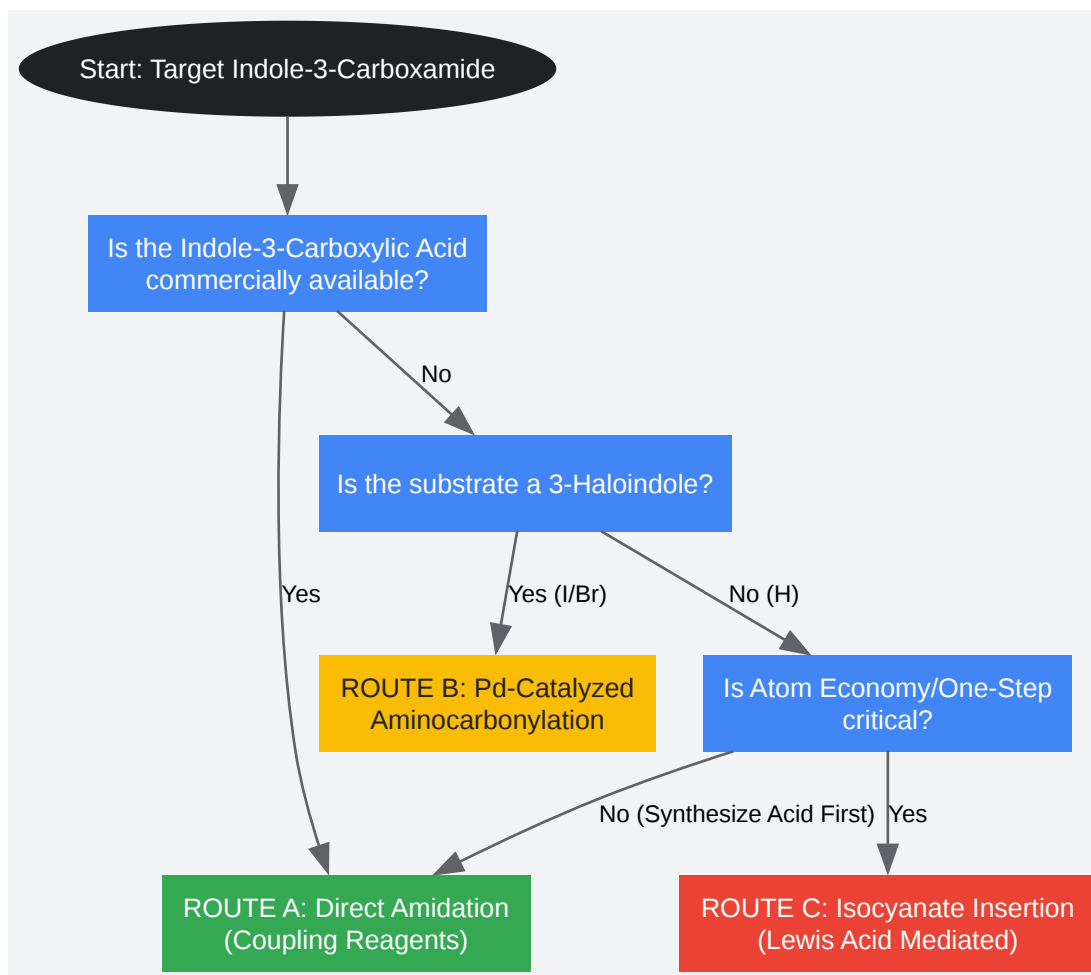 Start: Target Indole-3-Carboxamide
Is the Indole-3-Carboxylic Acid
commercially available?
No
Is the substrate a 3-Haloindole?
Yes
Yes (I/Br)
No (H)
ROUTE B: Pd-Catalyzed
Aminocarbonylation
Is Atom Economy/One-Step
critical?
No (Synthesize Acid First)
Yes
ROUTE A: Direct Amidation
(Coupling Reagents)
ROUTE C: Isocyanate Insertion
(Lewis Acid Mediated)